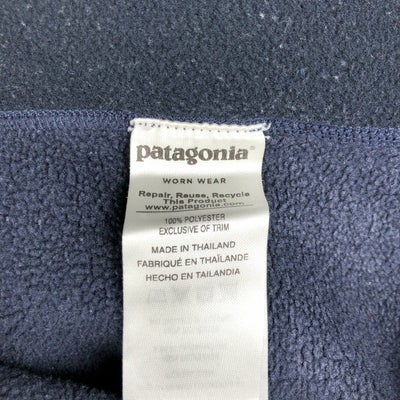 patagonia®
WORN WEAR
Repair, Reuse, Recycle
This Product
www.patagonia.com
100% POLYESTER
EXCLUSIVE OF TRIM
MADE IN THAILAND
FABRIQUÉ EN THAÏLANDE
HECHO EN TAILANDIA